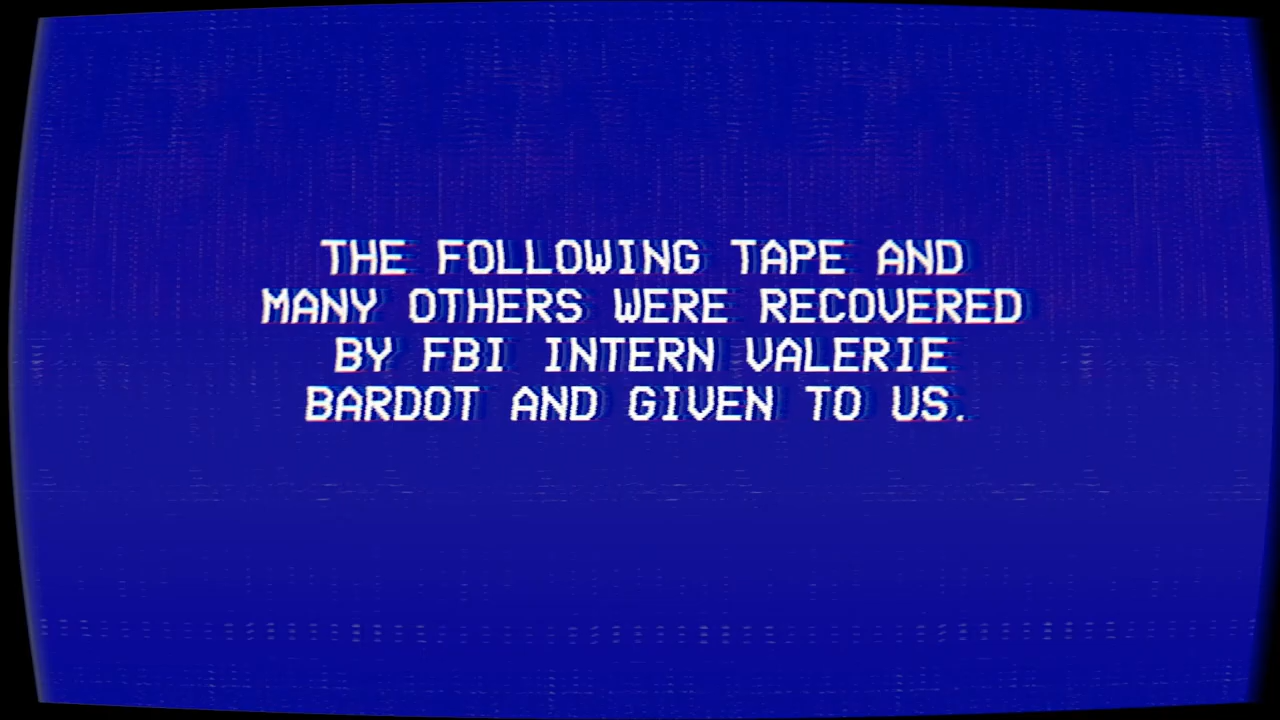 THE FOLLOWING TAPE AND
MANY OTHERS WERE RECOVERED
BY FBI INTERN VALERIE
BARDOT AND GIVEN TO US.